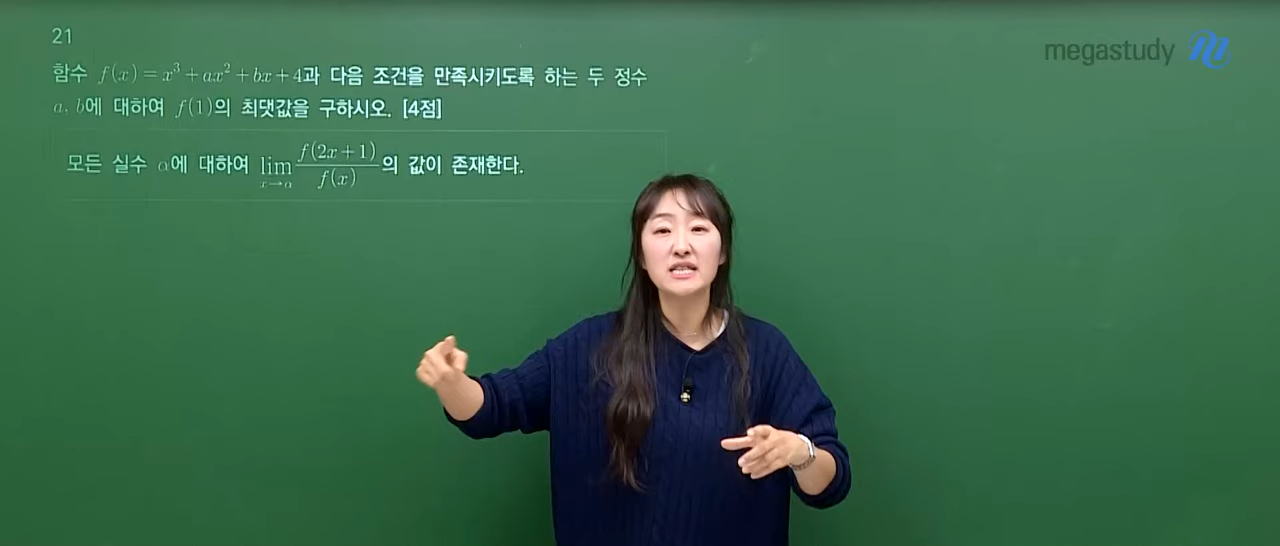 21
megastudy
함수 f(x)=x³+ax²+bx+4과 다음 조건을 만족시키도록 하는 두 정수
a, b에 대하여 f(1)의 최댓값을 구하시오. [4점]
모든 실수 α에 대하여 lim_{x→α} f(2x+1)/f(x) 의 값이 존재한다.